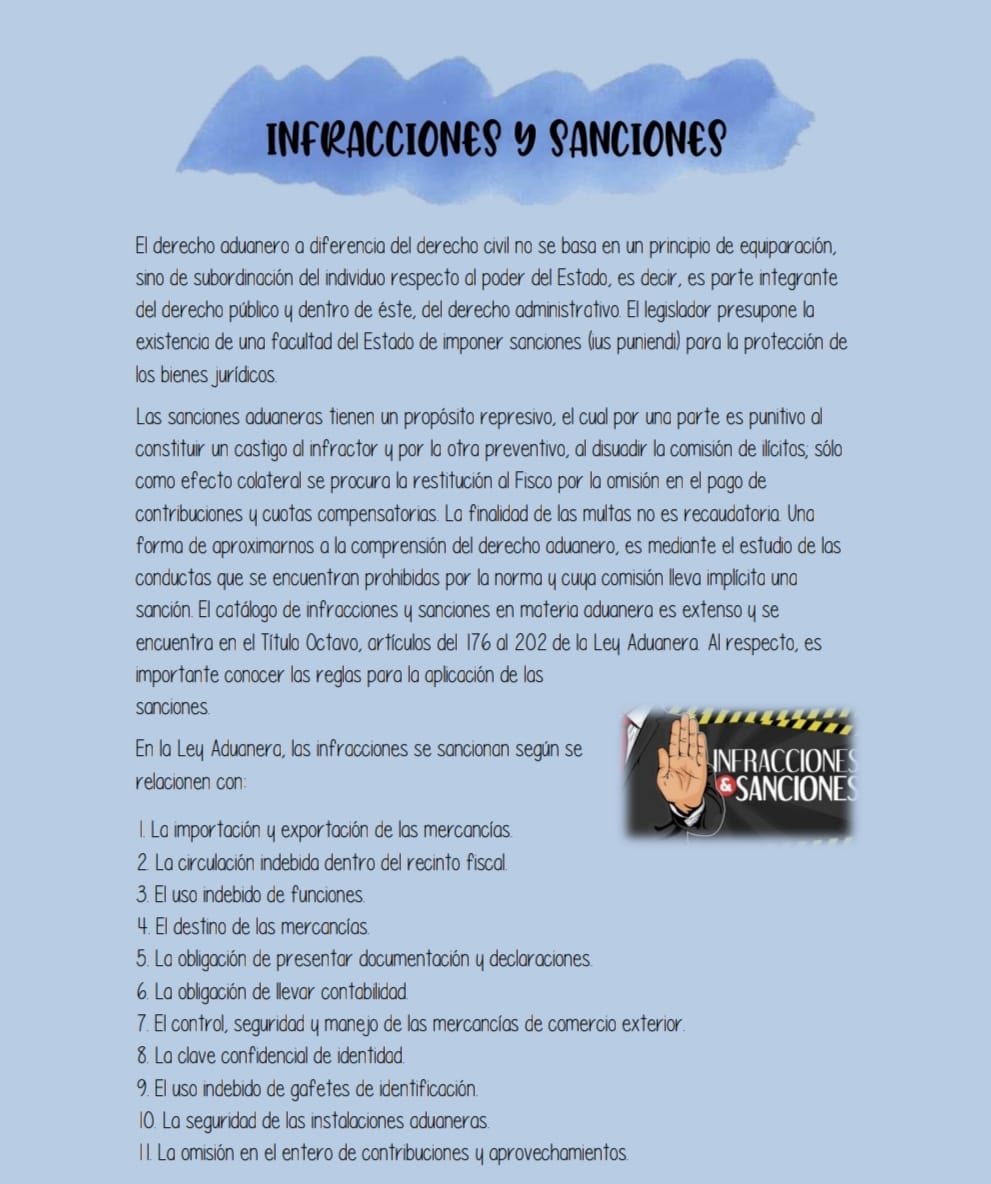 INFRACCIONES Y SANCIONES
El derecho aduanero a diferencia del derecho civil no se basa en un principio de equiparación,
sino de subordinación del individuo respecto al poder del Estado, es decir, es parte integrante
del derecho público y dentro de éste, del derecho administrativo. El legislador presupone la
existencia de una facultad del Estado de imponer sanciones (ius puniendi) para la protección de
los bienes jurídicos.
Las sanciones aduaneras tienen un propósito represivo, el cual por una parte es punitivo al
constituir un castigo al infractor y por la otra preventivo, al disuadir la comisión de ilícitos; sólo
como efecto colateral se procura la restitución al Fisco por la omisión en el pago de
contribuciones y cuotas compensatorias. La finalidad de las multas no es recaudatoria. Una
forma de aproximarnos a la comprensión del derecho aduanero, es mediante el estudio de las
conductas que se encuentran prohibidas por la norma y cuya comisión lleva implícita una
sanción. El catálogo de infracciones y sanciones en materia aduanera es extenso y se
encuentra en el Título Octavo, artículos del 176 al 202 de la Ley Aduanera. Al respecto, es
importante conocer las reglas para la aplicación de las
sanciones.
En la Ley Aduanera, las infracciones se sancionan según se
relacionen con:
INFRACCIONES
& SANCIONES
1. La importación y exportación de las mercancías.
2. La circulación indebida dentro del recinto fiscal.
3. El uso indebido de funciones.
4. El destino de las mercancías.
5. La obligación de presentar documentación y declaraciones.
6. La obligación de llevar contabilidad.
7. El control, seguridad y manejo de las mercancías de comercio exterior.
8. La clave confidencial de identidad.
9. El uso indebido de gafetes de identificación.
10. La seguridad de las instalaciones aduaneras.
11. La omisión en el entero de contribuciones y aprovechamientos.